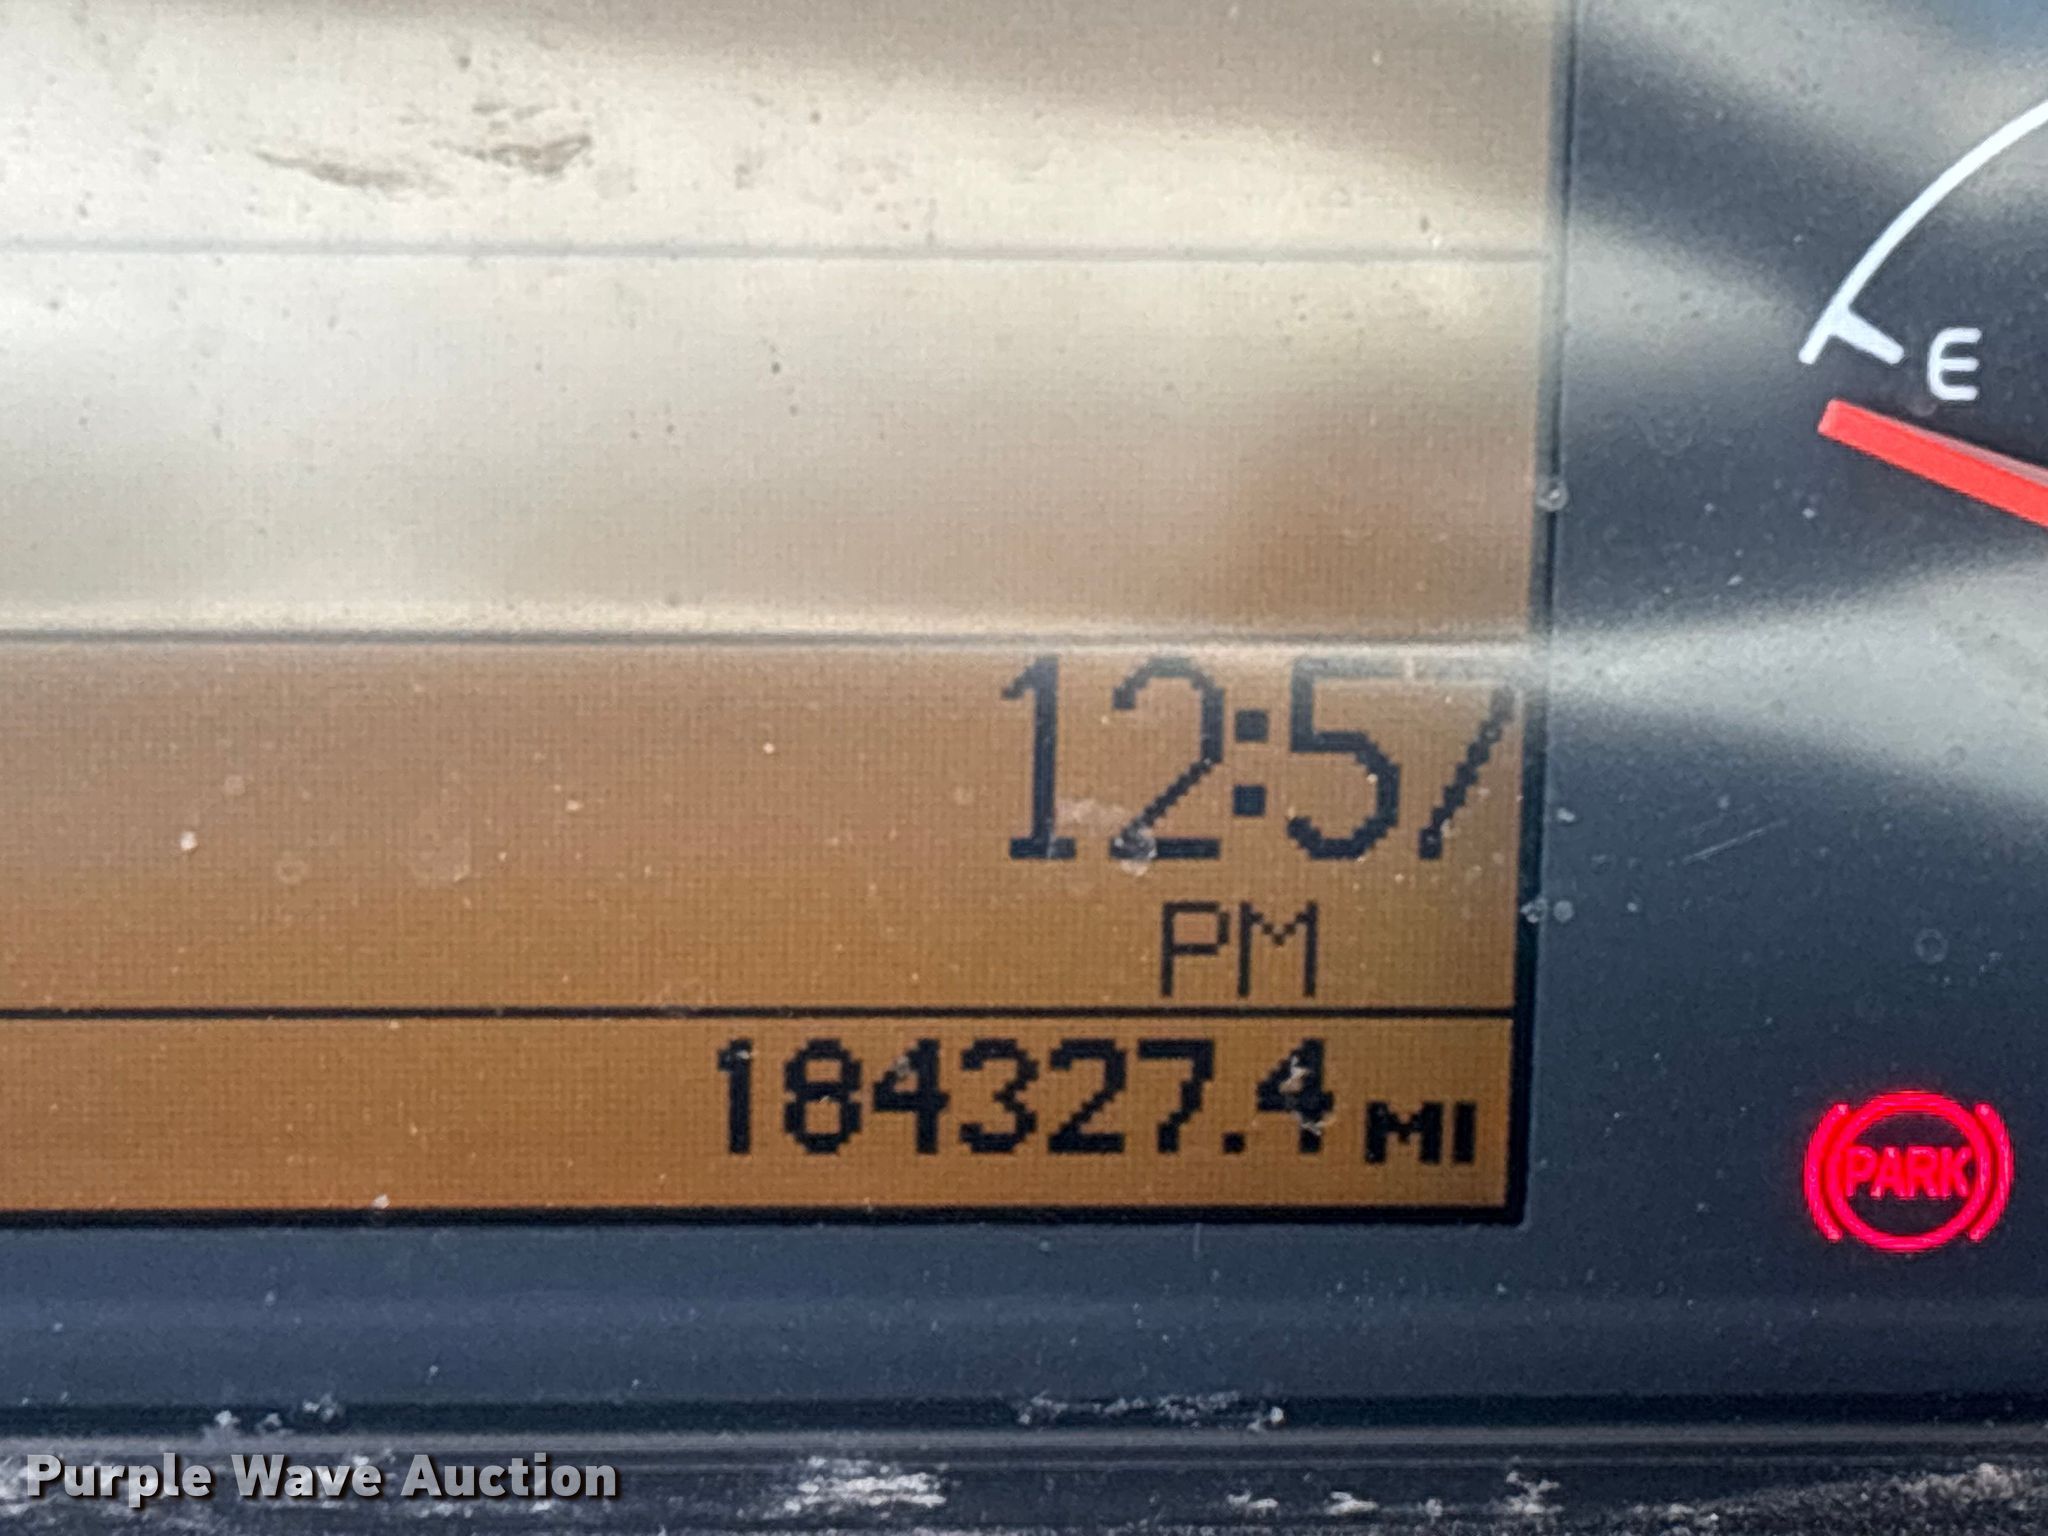 E
12:57
PM
184327.4 MI
PARK
Purple Wave Auction